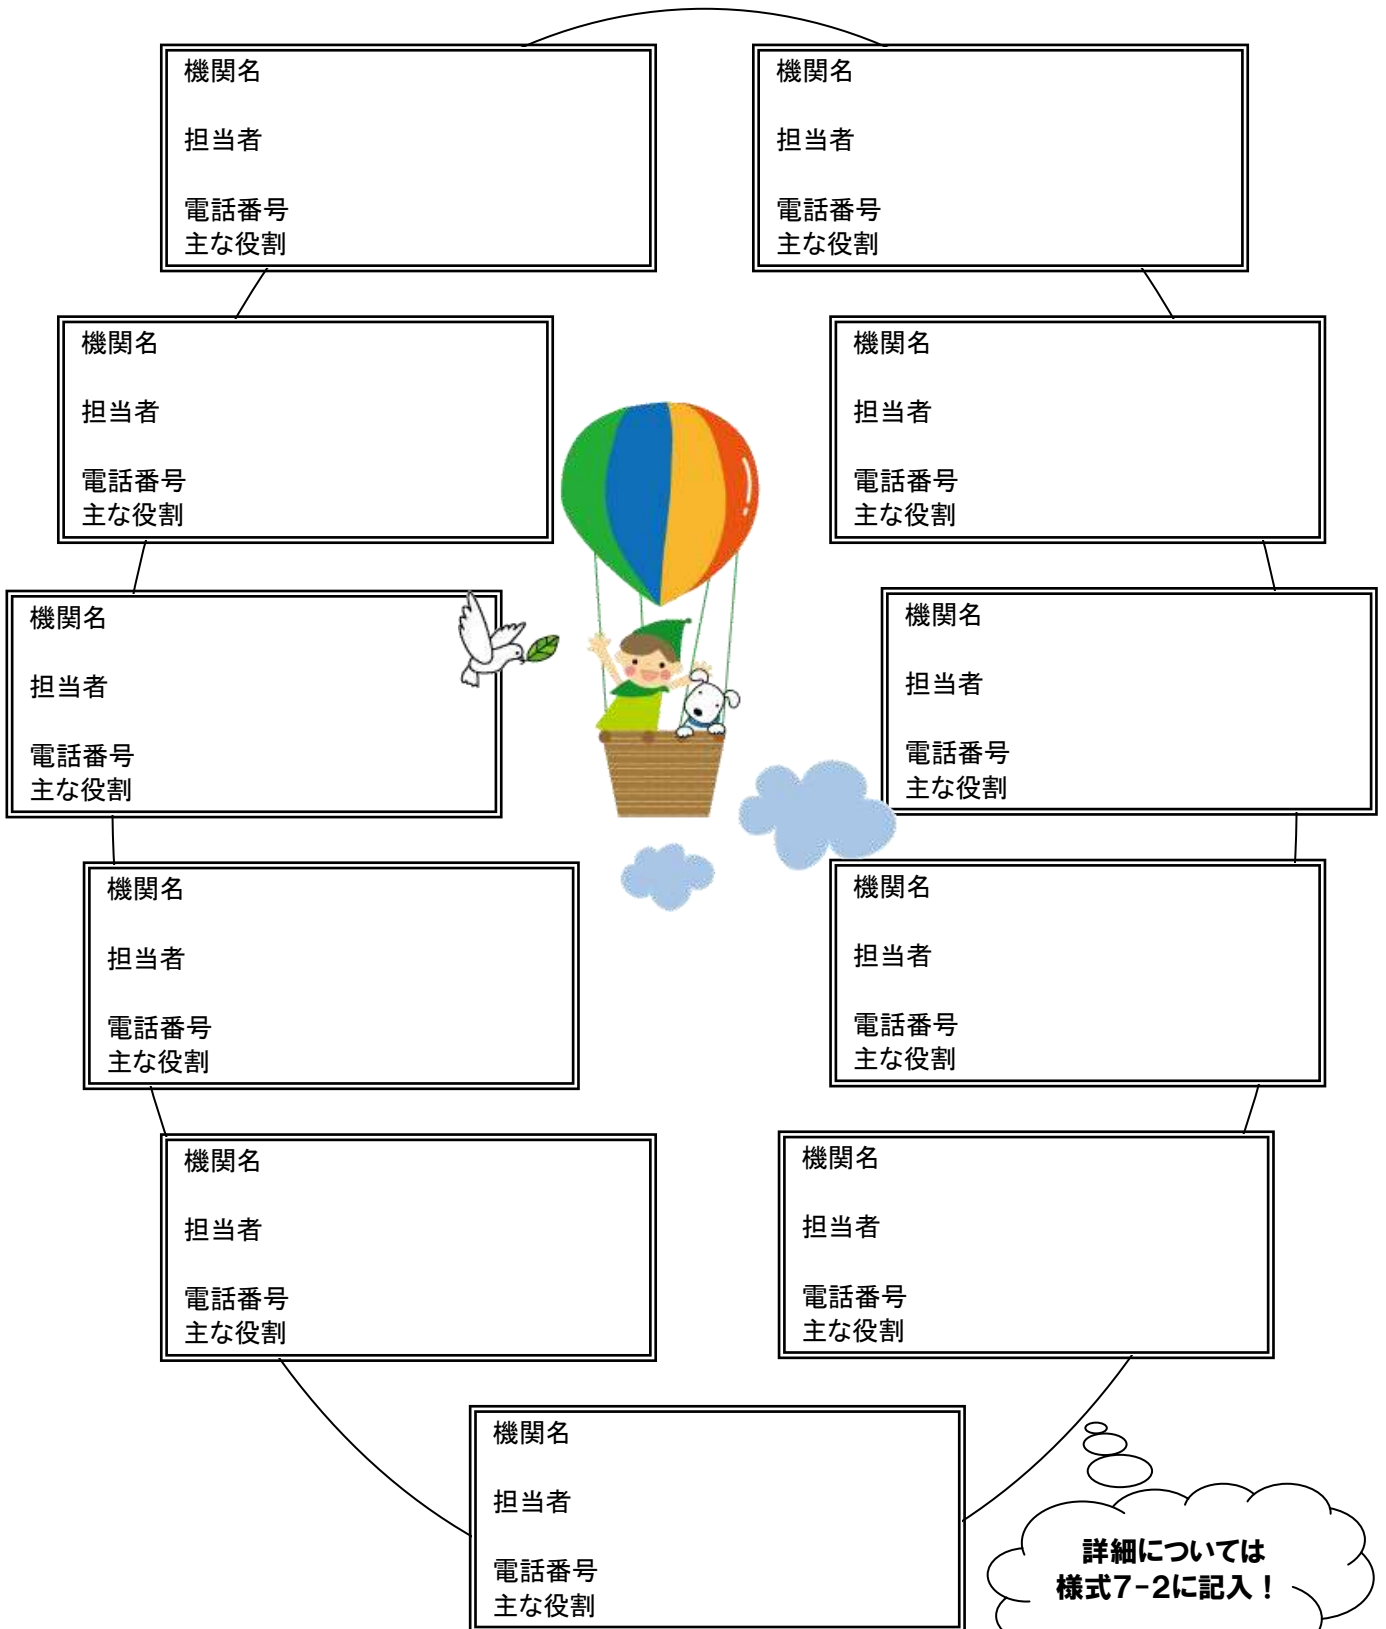 機関名
担当者
電話番号
主な役割
機関名
担当者
電話番号
主な役割
機関名
担当者
電話番号
主な役割
機関名
担当者
電話番号
主な役割
機関名
担当者
電話番号
主な役割
機関名
担当者
電話番号
主な役割
機関名
担当者
電話番号
主な役割
機関名
担当者
電話番号
主な役割
機関名
担当者
電話番号
主な役割
機関名
担当者
電話番号
主な役割
機関名
担当者
電話番号
主な役割
詳細については
様式7-2に記入!